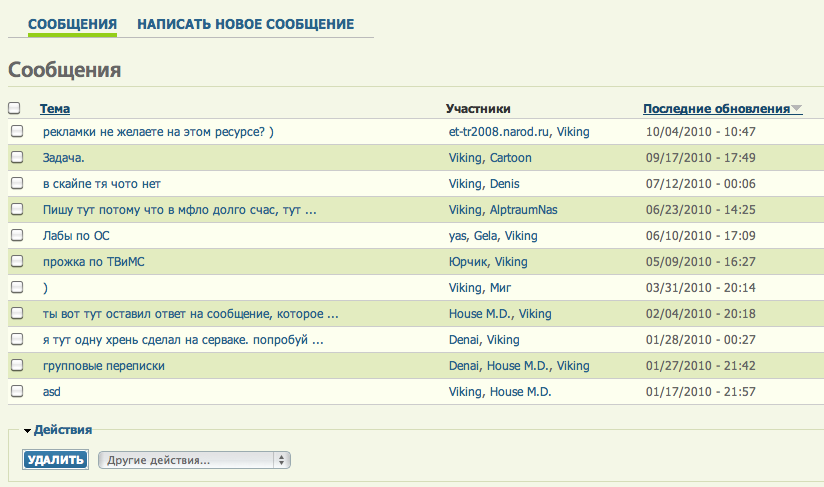 СООБЩЕНИЯ НАПИСАТЬ НОВОЕ СООБЩЕНИЕ
Сообщения
Тема Участники Последние обновления
рекламки не желаете на этом ресурсе? ) et-tr2008.narod.ru, Viking 10/04/2010 - 10:47
Задача. Viking, Cartoon 09/17/2010 - 17:49
в скайпе тя чото нет Viking, Denis 07/12/2010 - 00:06
Пишу тут потому что в мфло долго счас, тут ... Viking, AlptraumNas 06/23/2010 - 14:25
Лабы по ОС yas, Gela, Viking 06/10/2010 - 17:09
прожка по ТВиМС Юрчик, Viking 05/09/2010 - 16:27
) Viking, Миг 03/31/2010 - 20:14
ты вот тут оставил ответ на сообщение, которое ... House M.D., Viking 02/04/2010 - 20:18
я тут одну хрень сделал на серваке. попробуй ... Denai, Viking 01/28/2010 - 00:27
групповые переписки Denai, House M.D., Viking 01/27/2010 - 21:42
asd Viking, House M.D. 01/17/2010 - 21:57
Действия
УДАЛИТЬ Другие действия...